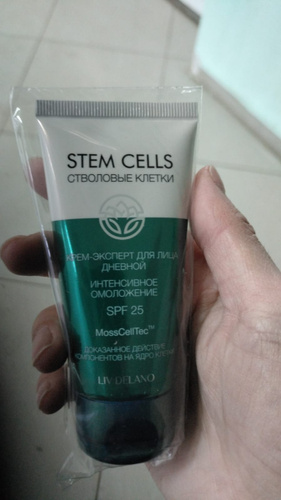 STEM CELLS
СТВОЛОВЫЕ КЛЕТКИ
КРЕМ-ЭКСПЕРТ ДЛЯ ЛИЦА
ДНЕВНОЙ
ИНТЕНСИВНОЕ
ОМОЛОЖЕНИЕ
SPF 25
MossCellTec™
ДОКАЗАННОЕ ДЕЙСТВИЕ
КОМПОНЕНТОВ НА ЯДРО КЛЕТКИ
LIV DELANO